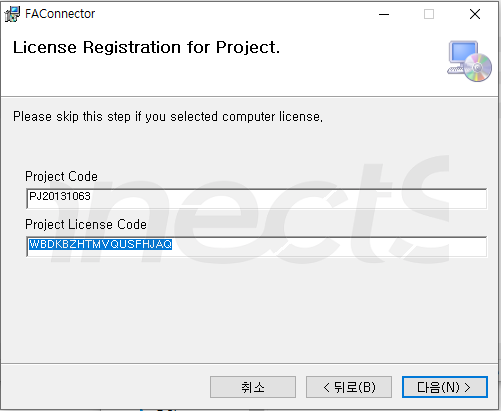 FAConnector
License Registration for Project.
Please skip this step if you selected computer license.
Project Code
PJ20131063
Project License Code
WBDKBZHTMVQUSFHJAQ
취소
< 뒤로(B)
다음(N) >